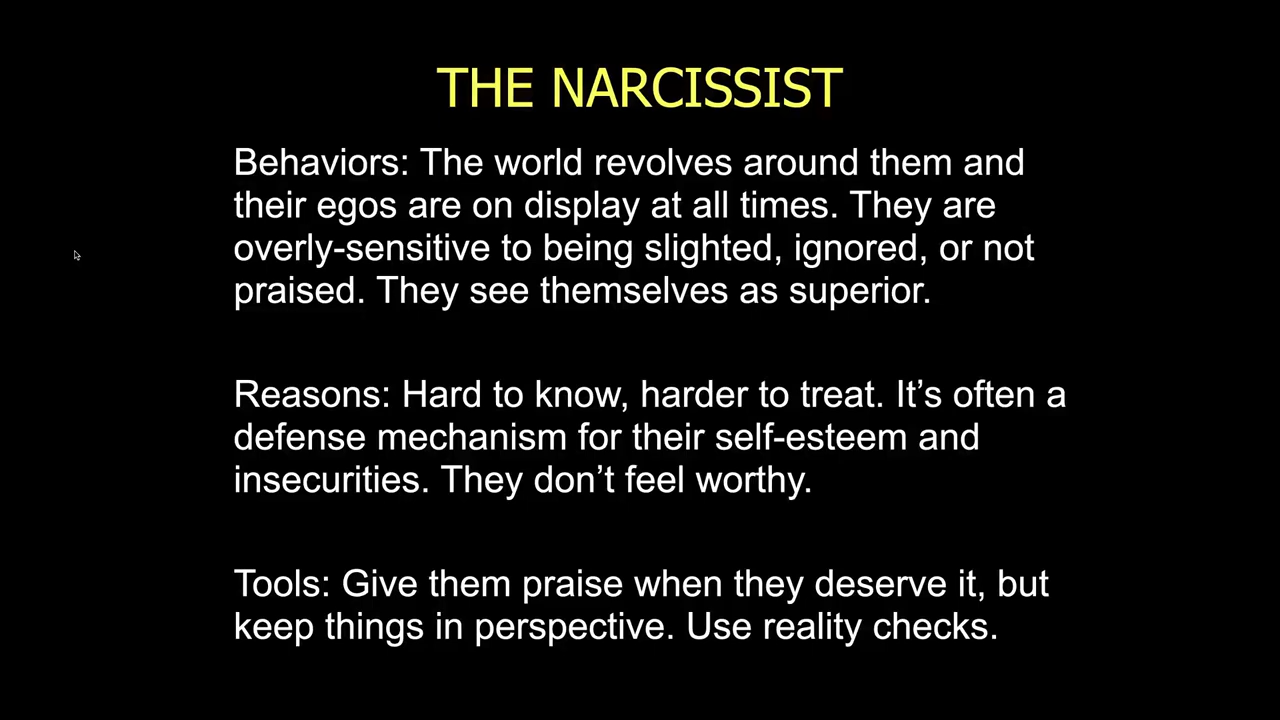 THE NARCISSIST
Behaviors: The world revolves around them and
their egos are on display at all times. They are
overly-sensitive to being slighted, ignored, or not
praised. They see themselves as superior.
Reasons: Hard to know, harder to treat. It’s often a
defense mechanism for their self-esteem and
insecurities. They don’t feel worthy.
Tools: Give them praise when they deserve it, but
keep things in perspective. Use reality checks.